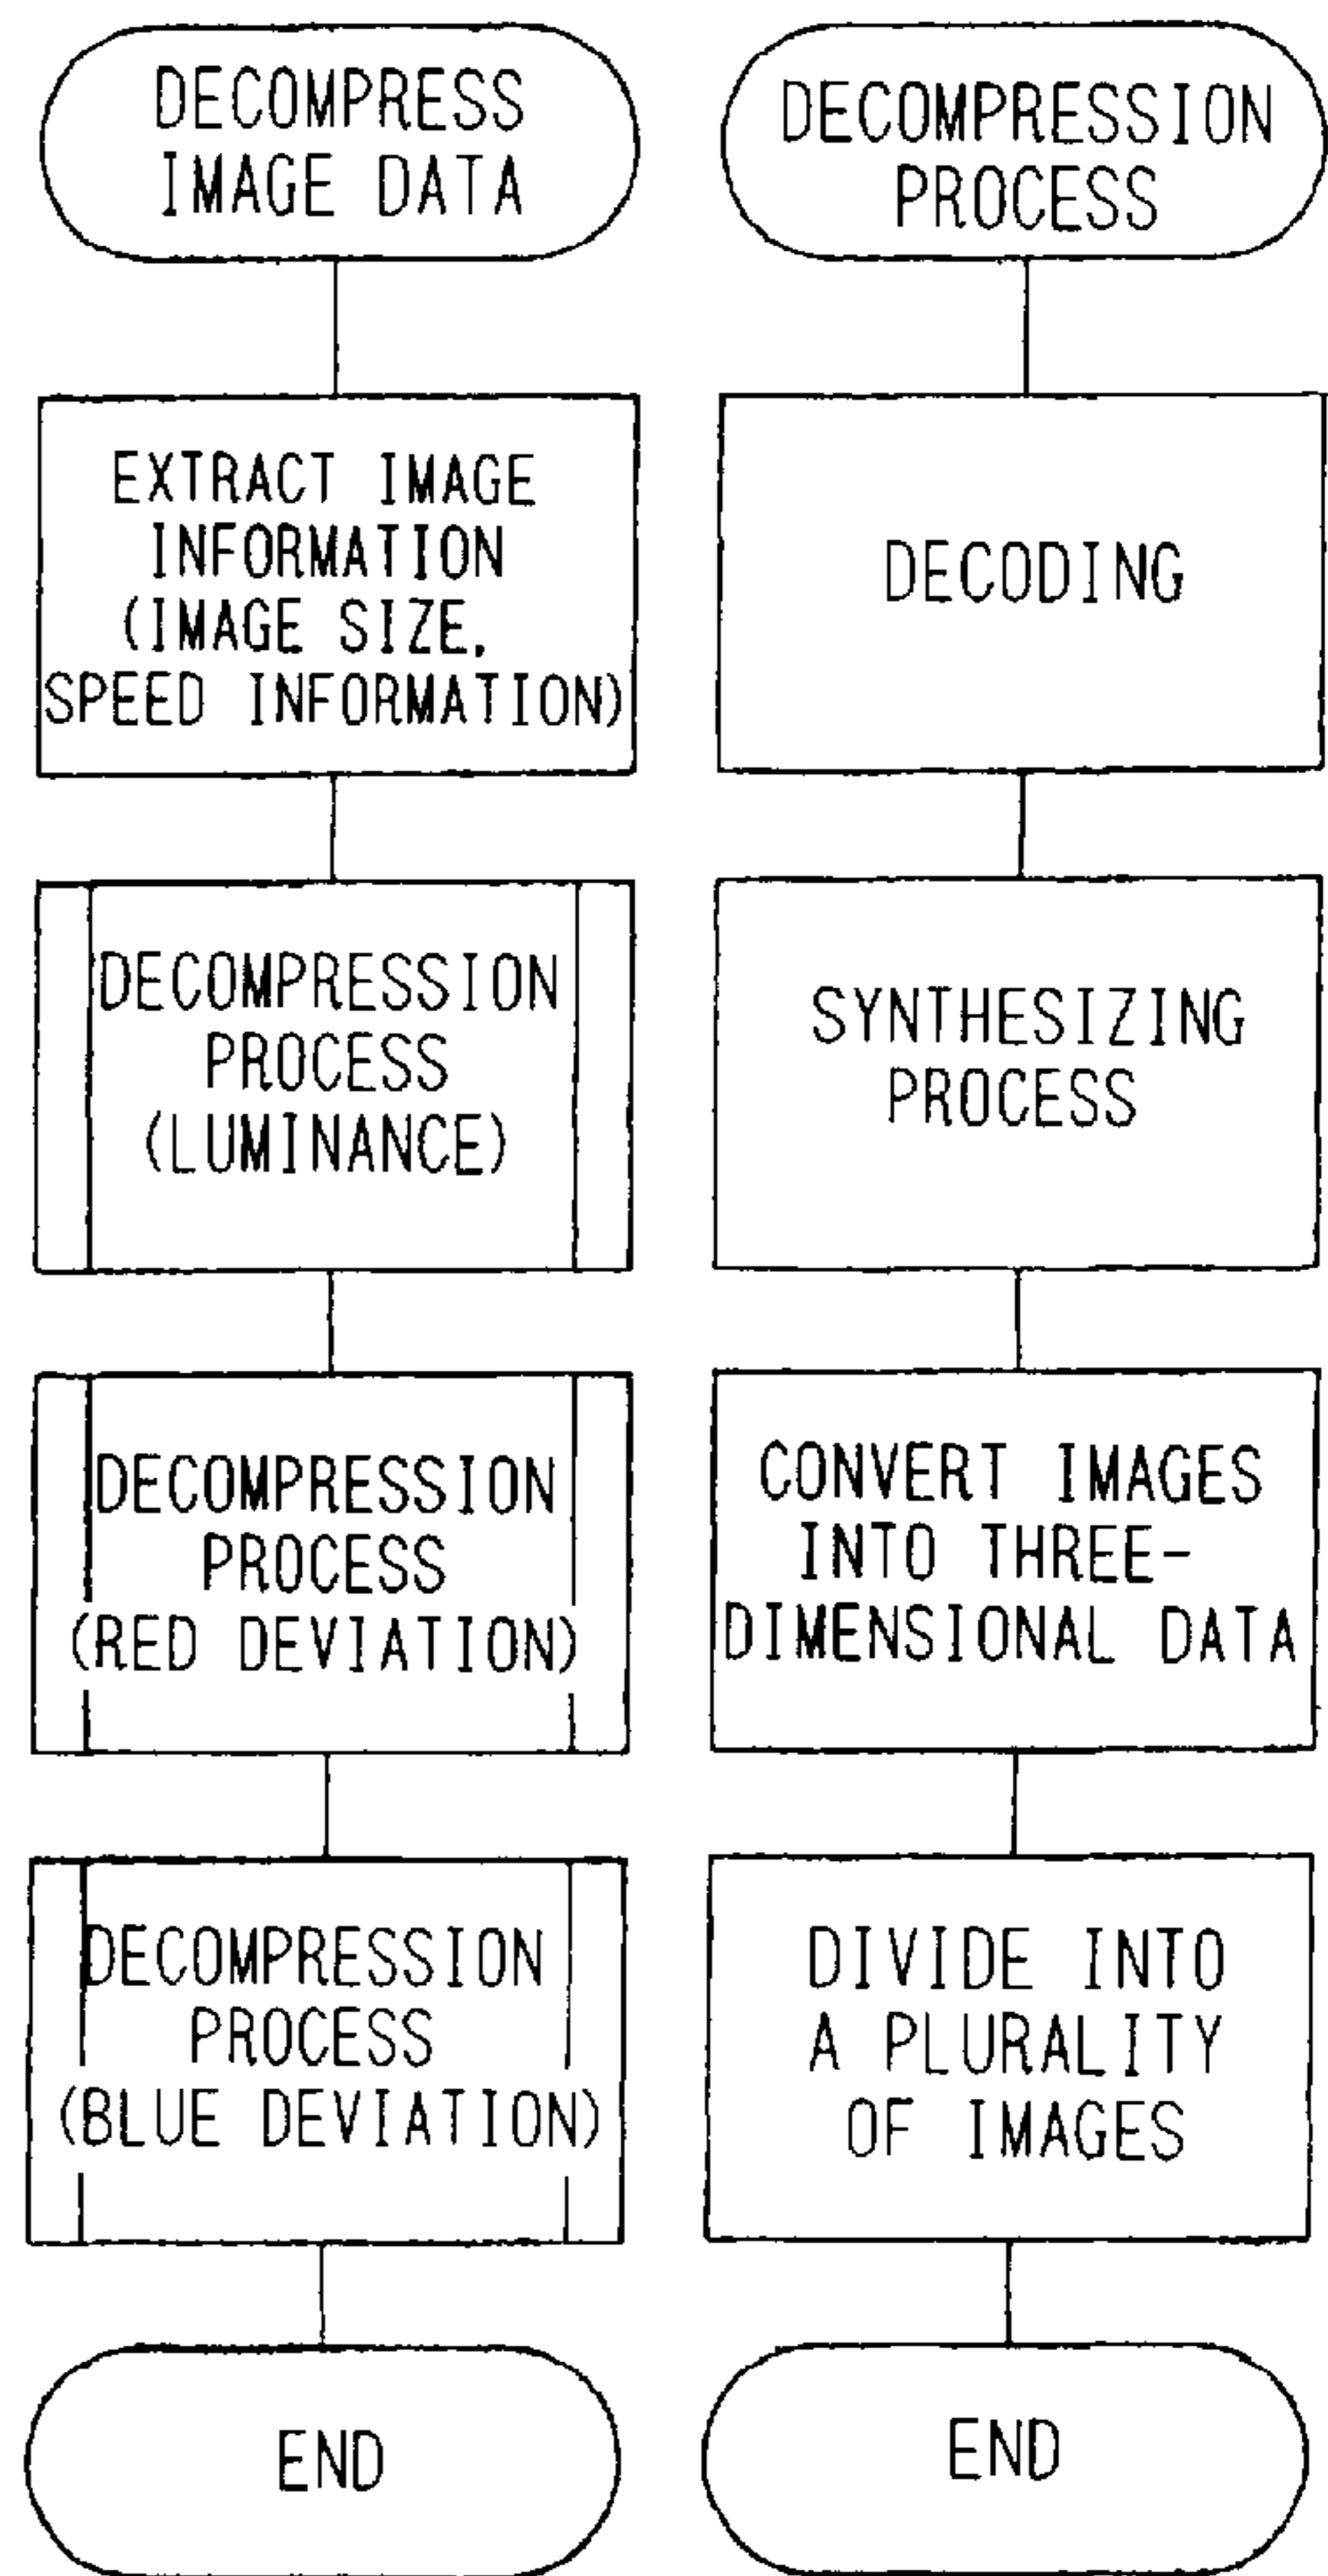 DECOMPRESS
IMAGE DATA
EXTRACT IMAGE
INFORMATION
(IMAGE SIZE,
SPEED INFORMATION)
DECOMPRESSION
PROCESS
(LUMINANCE)
DECOMPRESSION
PROCESS
(RED DEVIATION)
DECOMPRESSION
PROCESS
(BLUE DEVIATION)
END
DECOMPRESSION
PROCESS
DECODING
SYNTHESIZING
PROCESS
CONVERT IMAGES
INTO THREE-
DIMENSIONAL DATA
DIVIDE INTO
A PLURALITY
OF IMAGES
END